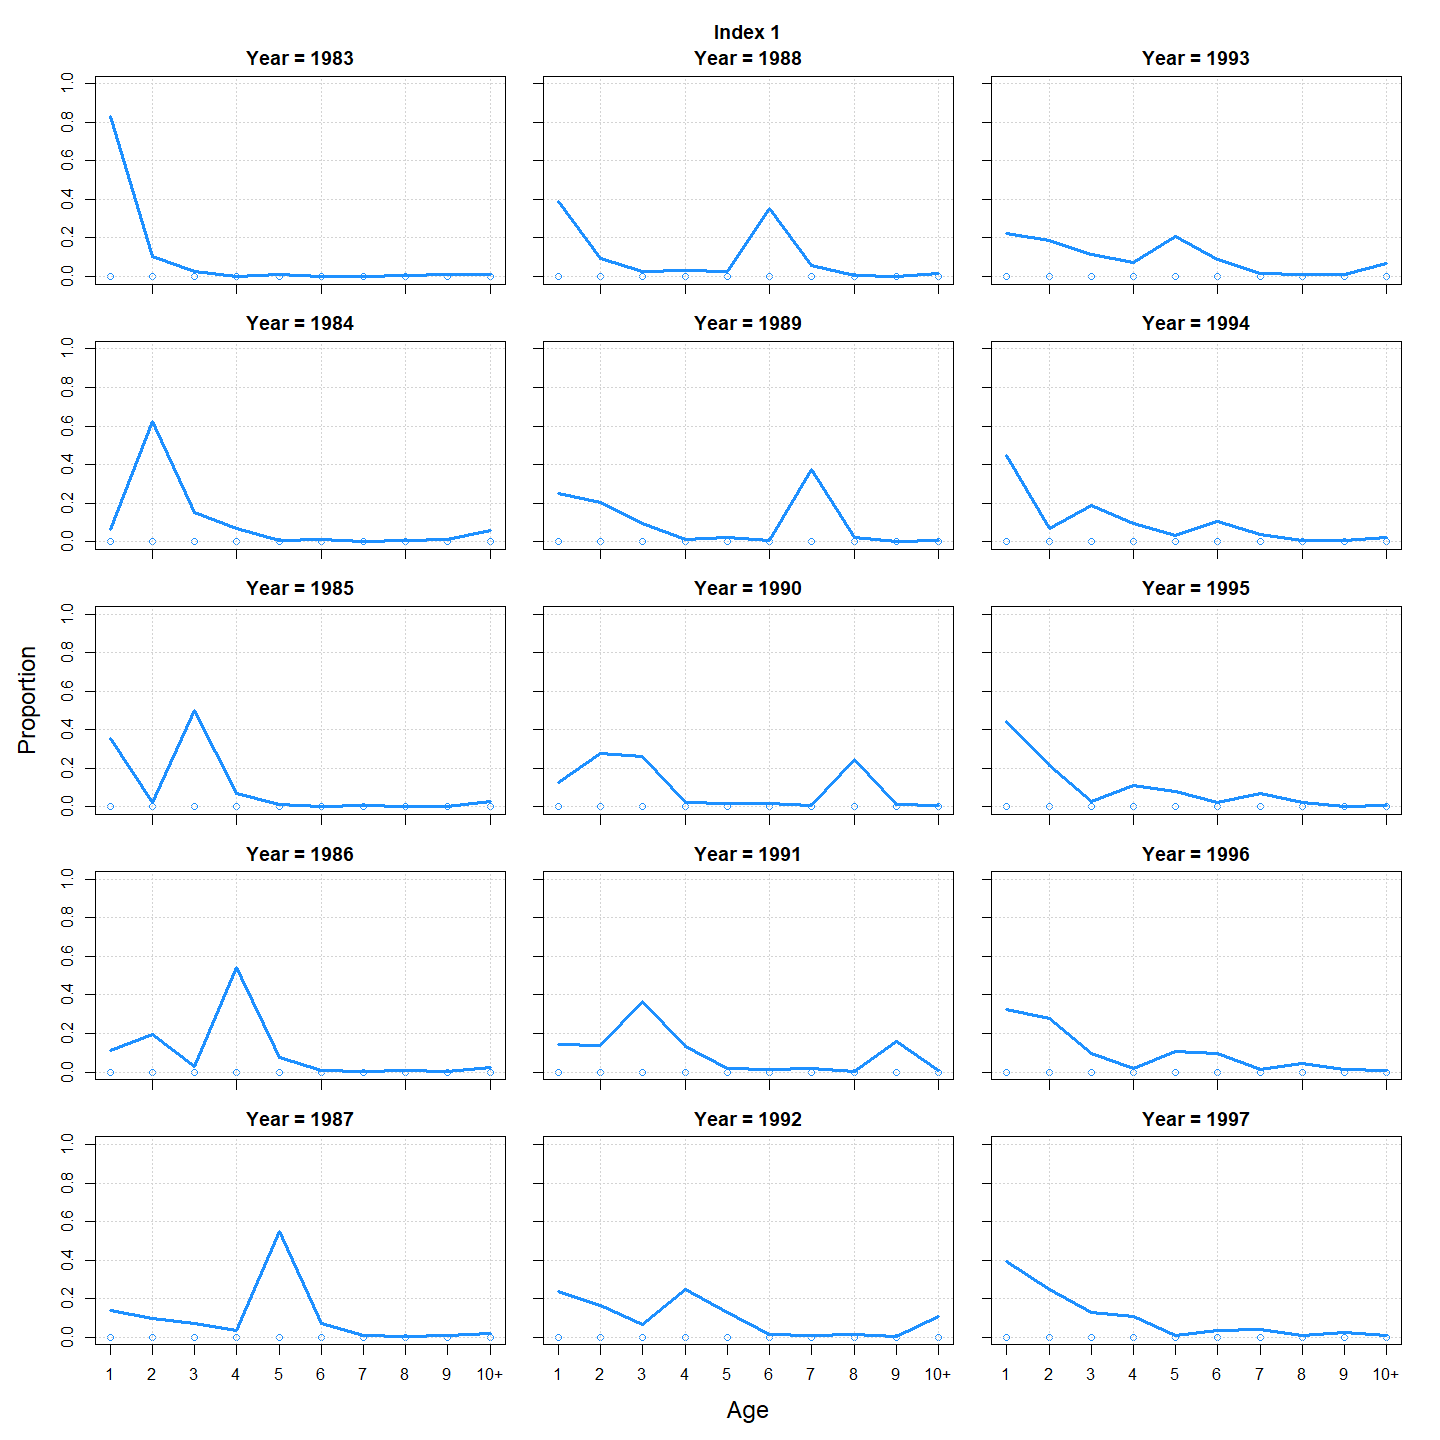 Index 1
Year = 1983
Year = 1988
Year = 1993
0.0 0.2 0.4 0.6 0.8 1.0
Year = 1984
Year = 1989
Year = 1994
0.0 0.2 0.4 0.6 0.8 1.0
Year = 1985
Year = 1990
Year = 1995
0.0 0.2 0.4 0.6 0.8 1.0
Proportion
Year = 1986
Year = 1991
Year = 1996
0.0 0.2 0.4 0.6 0.8 1.0
Year = 1987
Year = 1992
Year = 1997
0.0 0.2 0.4 0.6 0.8 1.0
1 2 3 4 5 6 7 8 9 10+
1 2 3 4 5 6 7 8 9 10+
1 2 3 4 5 6 7 8 9 10+
Age